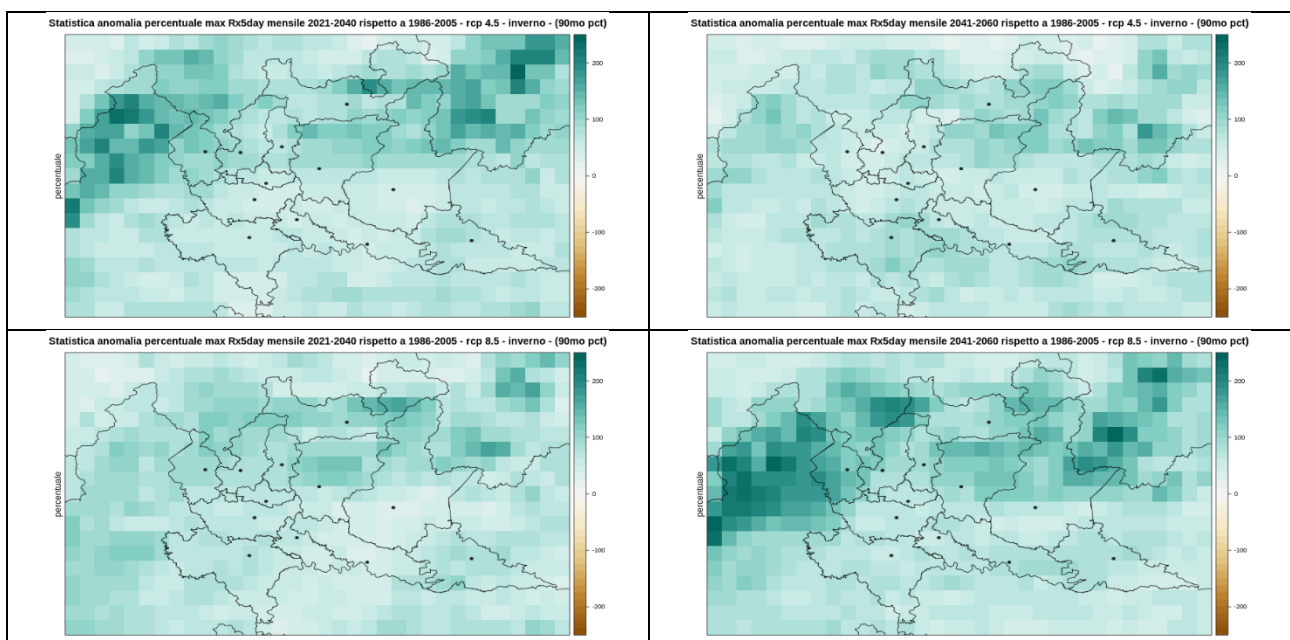 Statistica anomalia percentuale max Rx5day mensile 2021-2040 rispetto a 1986-2005 - rcp 4.5 - inverno - (90mo pct)
percentuale
200
100
0
-100
-200
Statistica anomalia percentuale max Rx5day mensile 2041-2060 rispetto a 1986-2005 - rcp 4.5 - inverno - (90mo pct)
percentuale
200
100
0
-100
-200
Statistica anomalia percentuale max Rx5day mensile 2021-2040 rispetto a 1986-2005 - rcp 8.5 - inverno - (90mo pct)
percentuale
200
100
0
-100
-200
Statistica anomalia percentuale max Rx5day mensile 2041-2060 rispetto a 1986-2005 - rcp 8.5 - inverno - (90mo pct)
percentuale
200
100
0
-100
-200